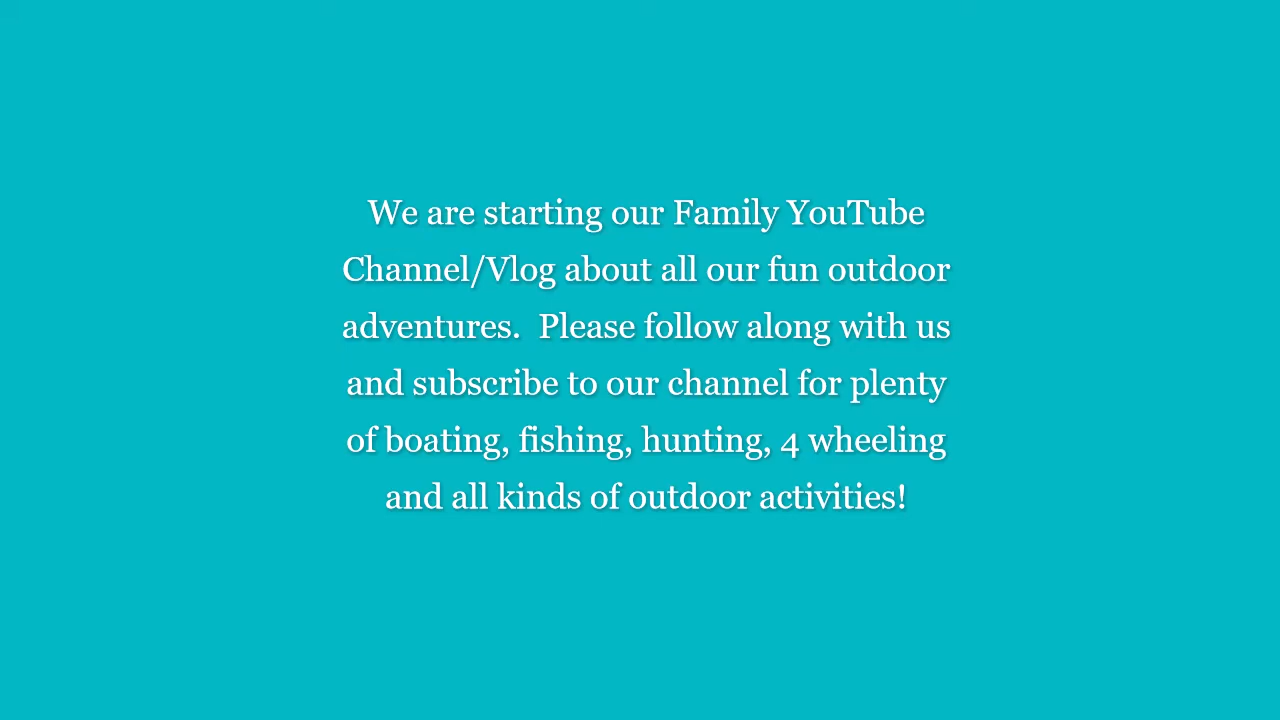 We are starting our Family YouTube
Channel/Vlog about all our fun outdoor
adventures.  Please follow along with us
and subscribe to our channel for plenty
of boating, fishing, hunting, 4 wheeling
and all kinds of outdoor activities!